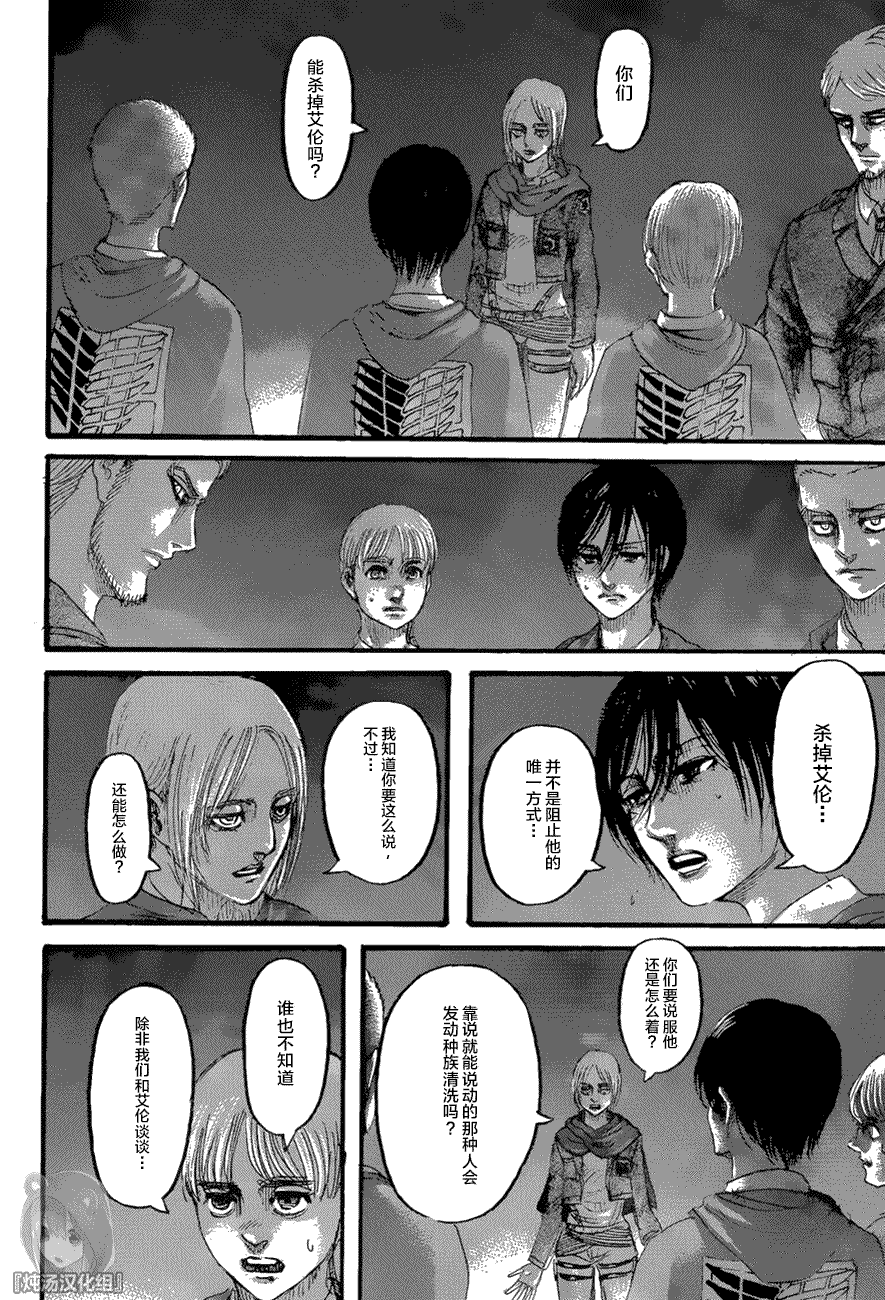 你们
能杀掉艾伦吗？
杀掉艾伦…
并不是阻止他的
唯一方式…
我知道你要这么说，
不过…
还能怎么做？
你们要说服他
还是怎么着？
靠说就能说动的那种人会
发动种族清洗吗？
谁也不知道
除非我们和艾伦谈谈…
『炖汤汉化组』